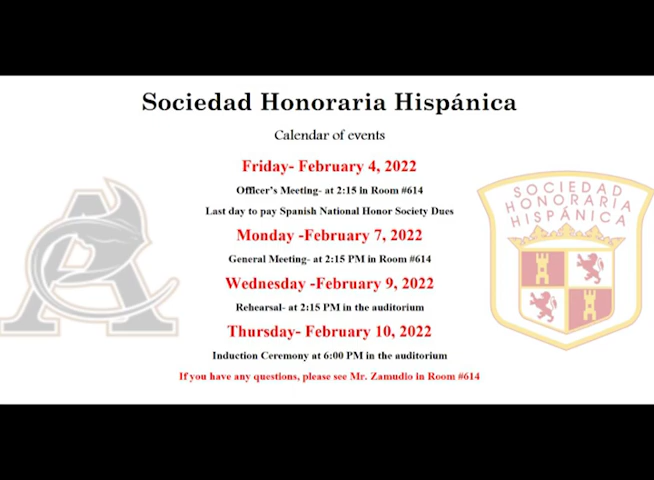 Sociedad Honoraria Hispánica
Calendar of events
Friday- February 4, 2022
Officer's Meeting- at 2:15 in Room #614
Last day to pay Spanish National Honor Society Dues
Monday -February 7, 2022
General Meeting- at 2:15 PM in Room #614
Wednesday -February 9, 2022
Rehearsal- at 2:15 PM in the auditorium
Thursday- February 10, 2022
Induction Ceremony at 6:00 PM in the auditorium
If you have any questions, please see Mr. Zamudio in Room #614
A
SOCIEDAD
HONORARIA
HISPÁNICA